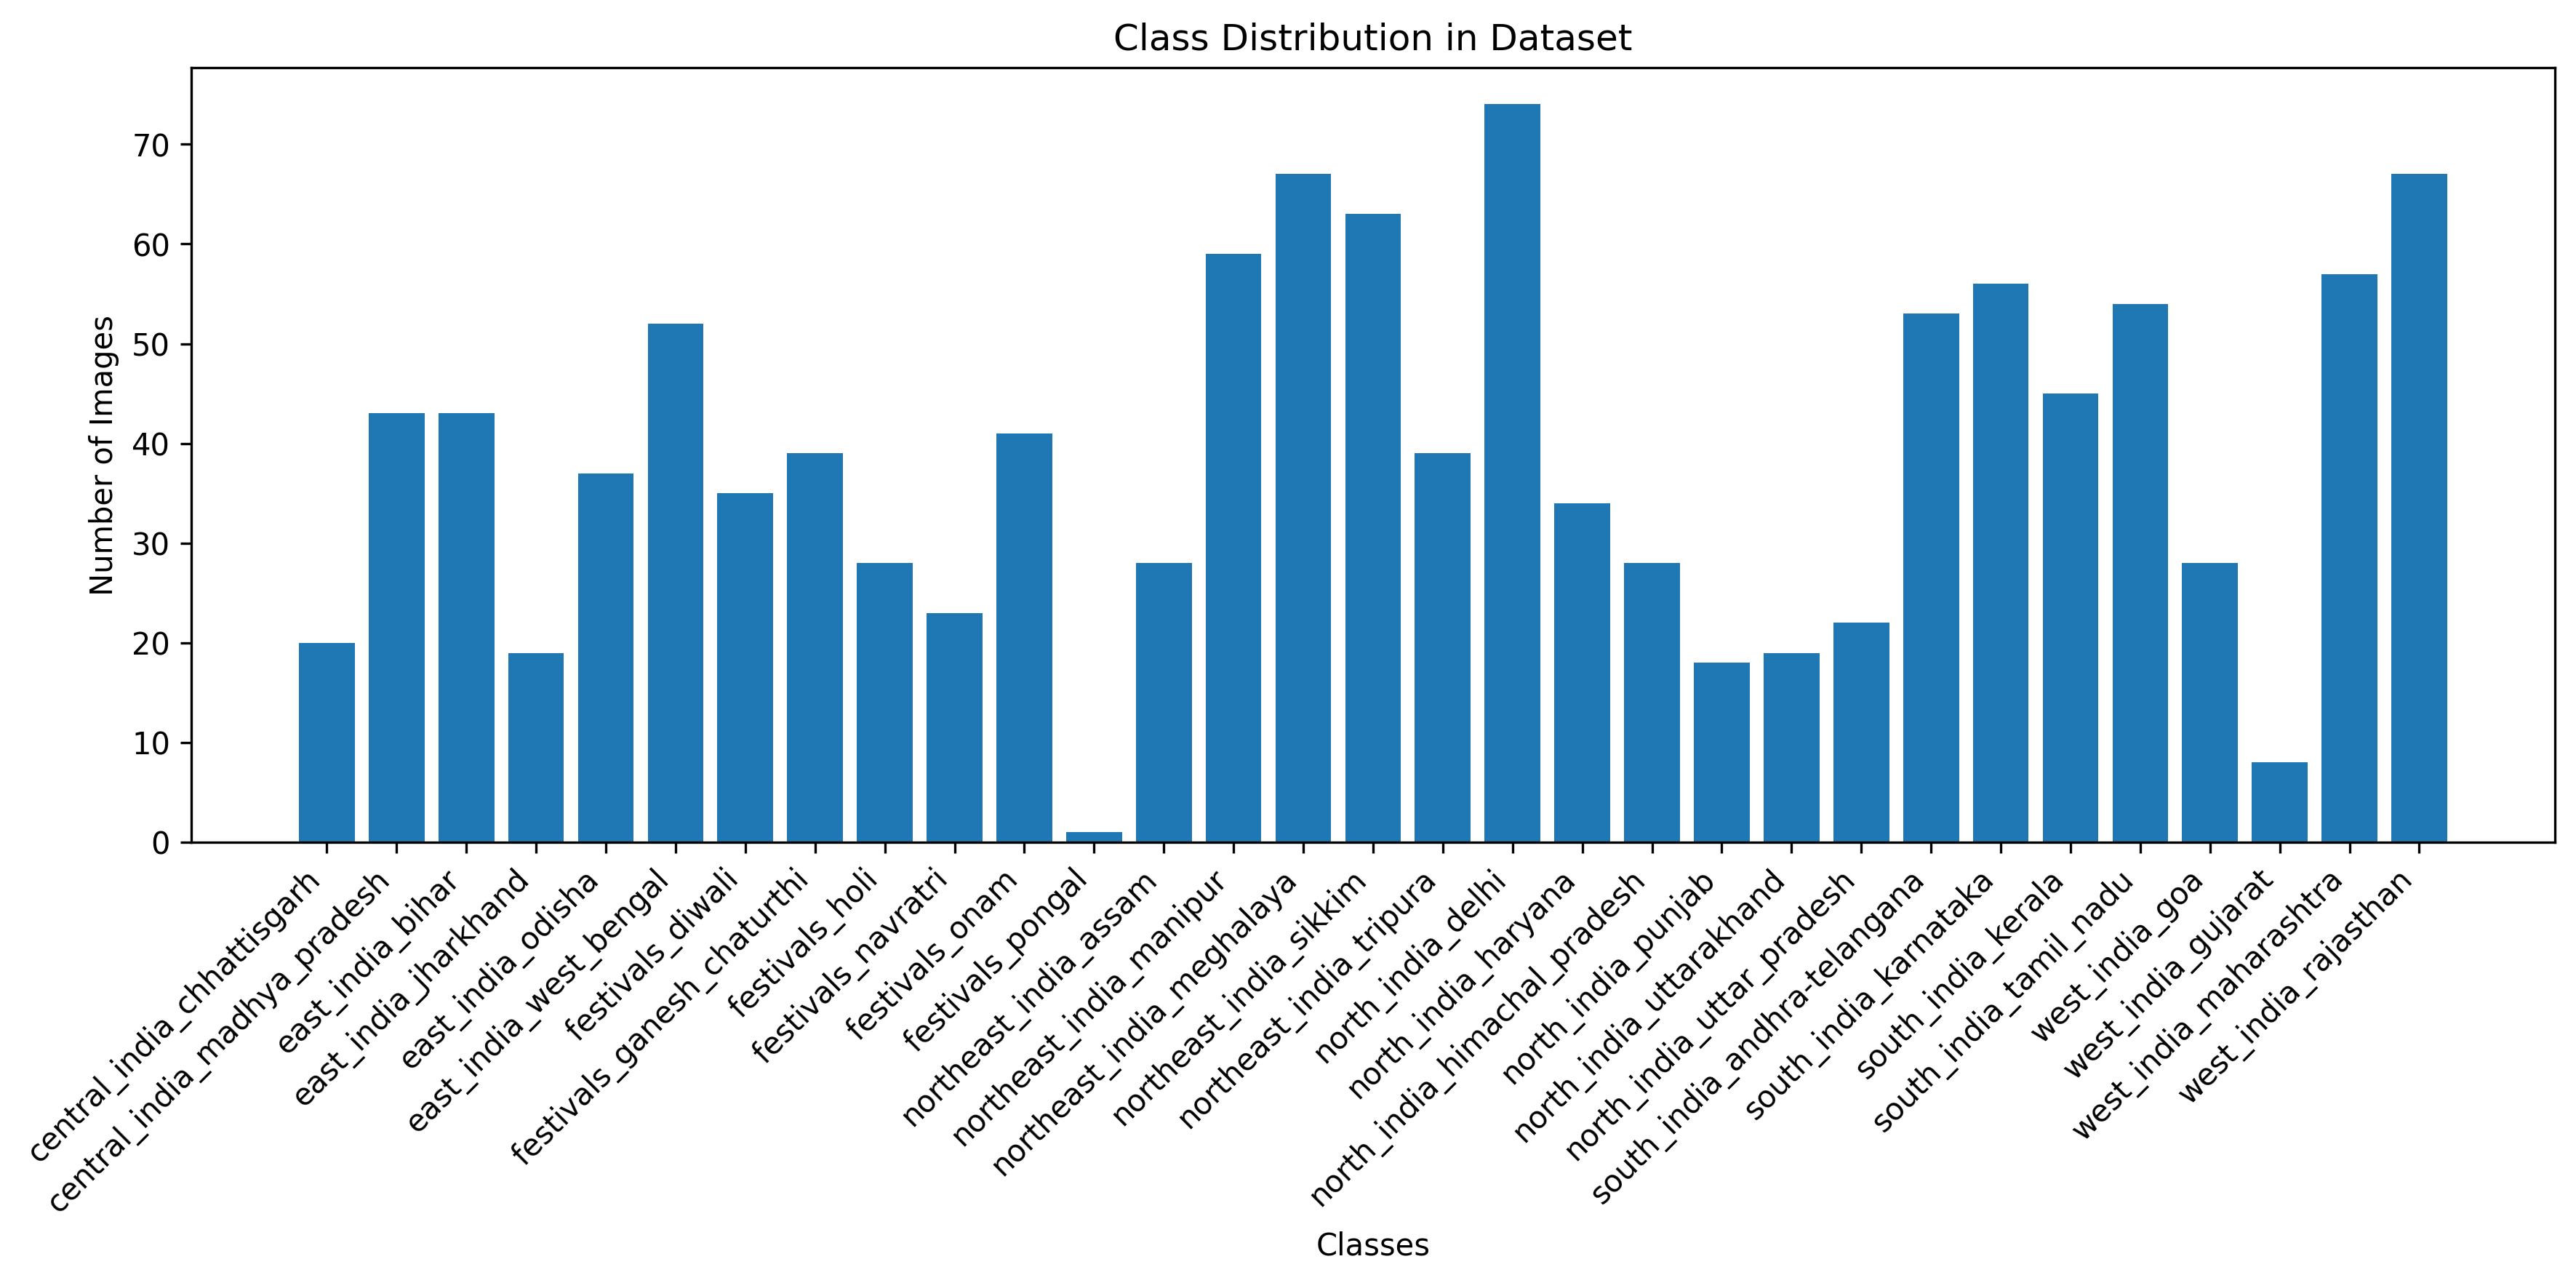 Class Distribution in Dataset
Number of Images
70
60
50
40
30
20
10
0
central_india_chhattisgarh
central_india_madhya_pradesh
east_india_bihar
east_india_jharkhand
east_india_odisha
east_india_west_bengal
festivals_diwali
festivals_ganesh_chaturthi
festivals_holi
festivals_navratri
festivals_onam
festivals_pongal
northeast_india_assam
northeast_india_manipur
northeast_india_meghalaya
northeast_india_sikkim
northeast_india_tripura
north_india_delhi
north_india_haryana
north_india_himachal_pradesh
north_india_punjab
north_india_uttarakhand
north_india_uttar_pradesh
south_india_andhra-telangana
south_india_karnataka
south_india_kerala
south_india_tamil_nadu
west_india_goa
west_india_gujarat
west_india_maharashtra
west_india_rajasthan
Classes